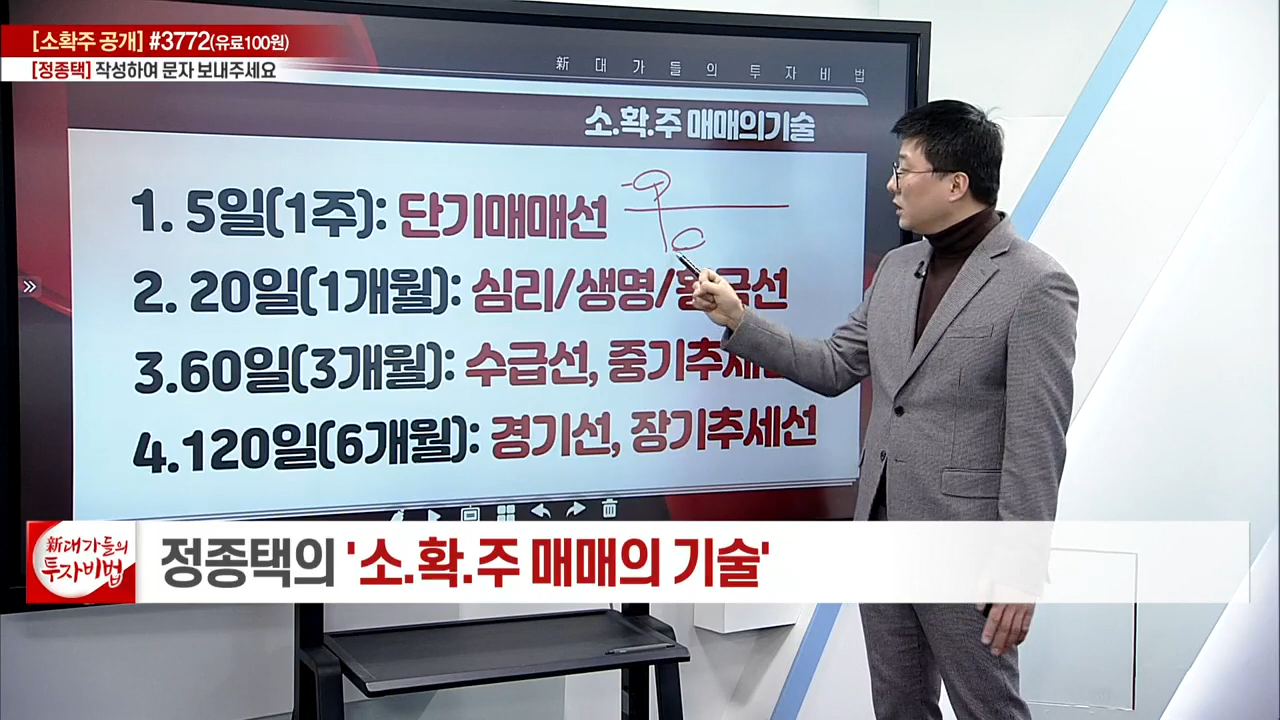 [소확주 공개] #3772(유료100원)
[정종택] 작성하여 문자 보내주세요
新 대 가 들 의 투 자 비 법
소.확.주 매매의기술
1. 5일(1주): 단기매매선
2. 20일(1개월): 심리/생명/황금선
3.60일(3개월): 수급선, 중기추세선
4.120일(6개월): 경기선, 장기추세선
新대가들의
투자비법
정종택의 '소.확.주 매매의 기술'